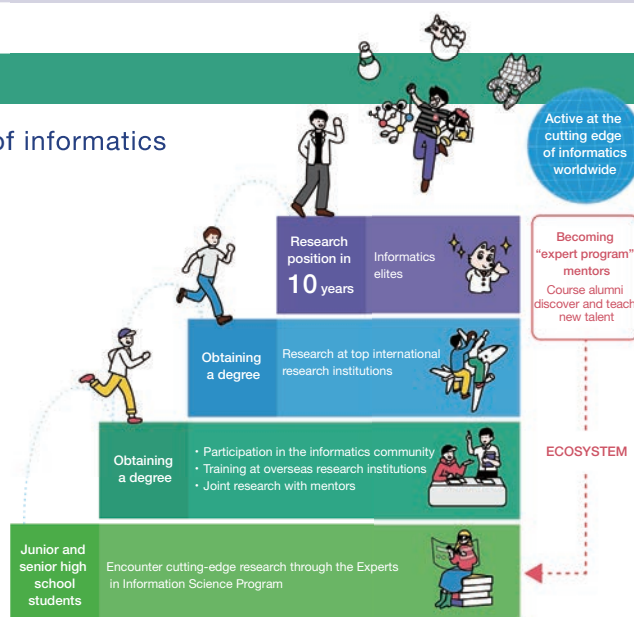 of informatics
Active at the
cutting edge
of informatics
worldwide
Research
position in
10 years
Informatics
elites
Becoming
“expert program”
mentors
Course alumni
discover and teach
new talent
Obtaining
a degree
Research at top international
research institutions
Obtaining
a degree
・Participation in the informatics community
・Training at overseas research institutions
・Joint research with mentors
ECOSYSTEM
Junior and
senior high
school
students
Encounter cutting-edge research through the Experts
in Information Science Program